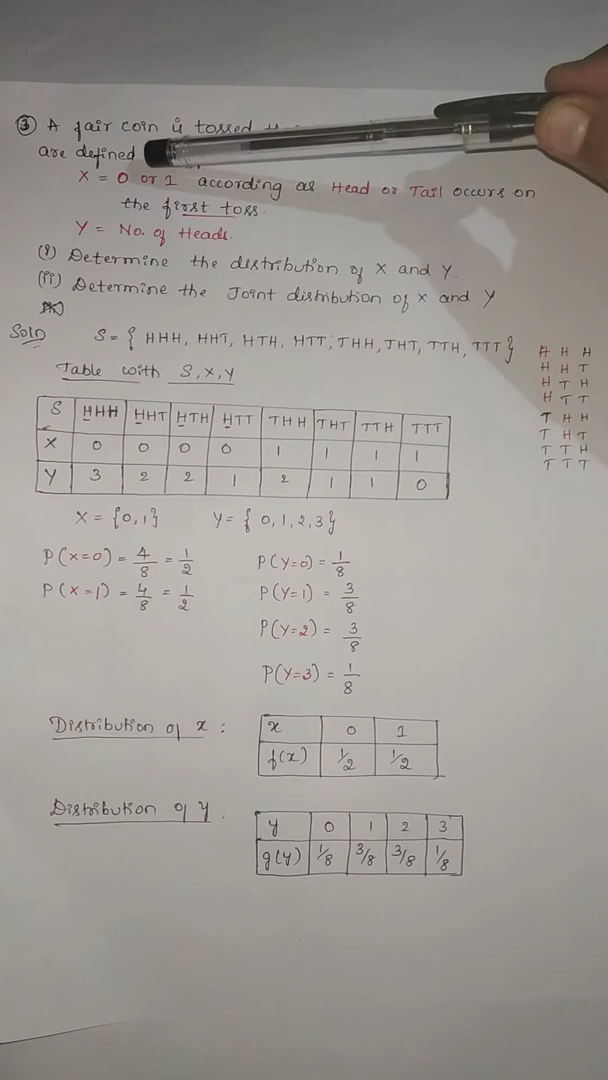 ③ A fair coin is tossed
are defined
X = 0 or 1 according as Head or Tail occurs on
the first toss.
Y = No. of Heads.
(i) Determine the distribution of X and Y.
(ii) Determine the Joint distribution of X and Y
Soln S = { HHH, HHT, HTH, HTT, THH, THT, TTH, TTT }
H H H
H H T
H T H
H T T
T H H
T H T
T T H
T T T
Table with S, X, Y
S HHH HHT HTH HTT THH THT TTH TTT
X 0 0 0 0 1 1 1 1
Y 3 2 2 1 2 1 1 0
X = {0,1} Y = { 0, 1, 2, 3 }
P(X=0) = 4/8 = 1/2
P(X=1) = 4/8 = 1/2
P(Y=0) = 1/8
P(Y=1) = 3/8
P(Y=2) = 3/8
P(Y=3) = 1/8
Distribution of x :
x 0 1
f(x) 1/2 1/2
Distribution of y :
y 0 1 2 3
g(y) 1/8 3/8 3/8 1/8